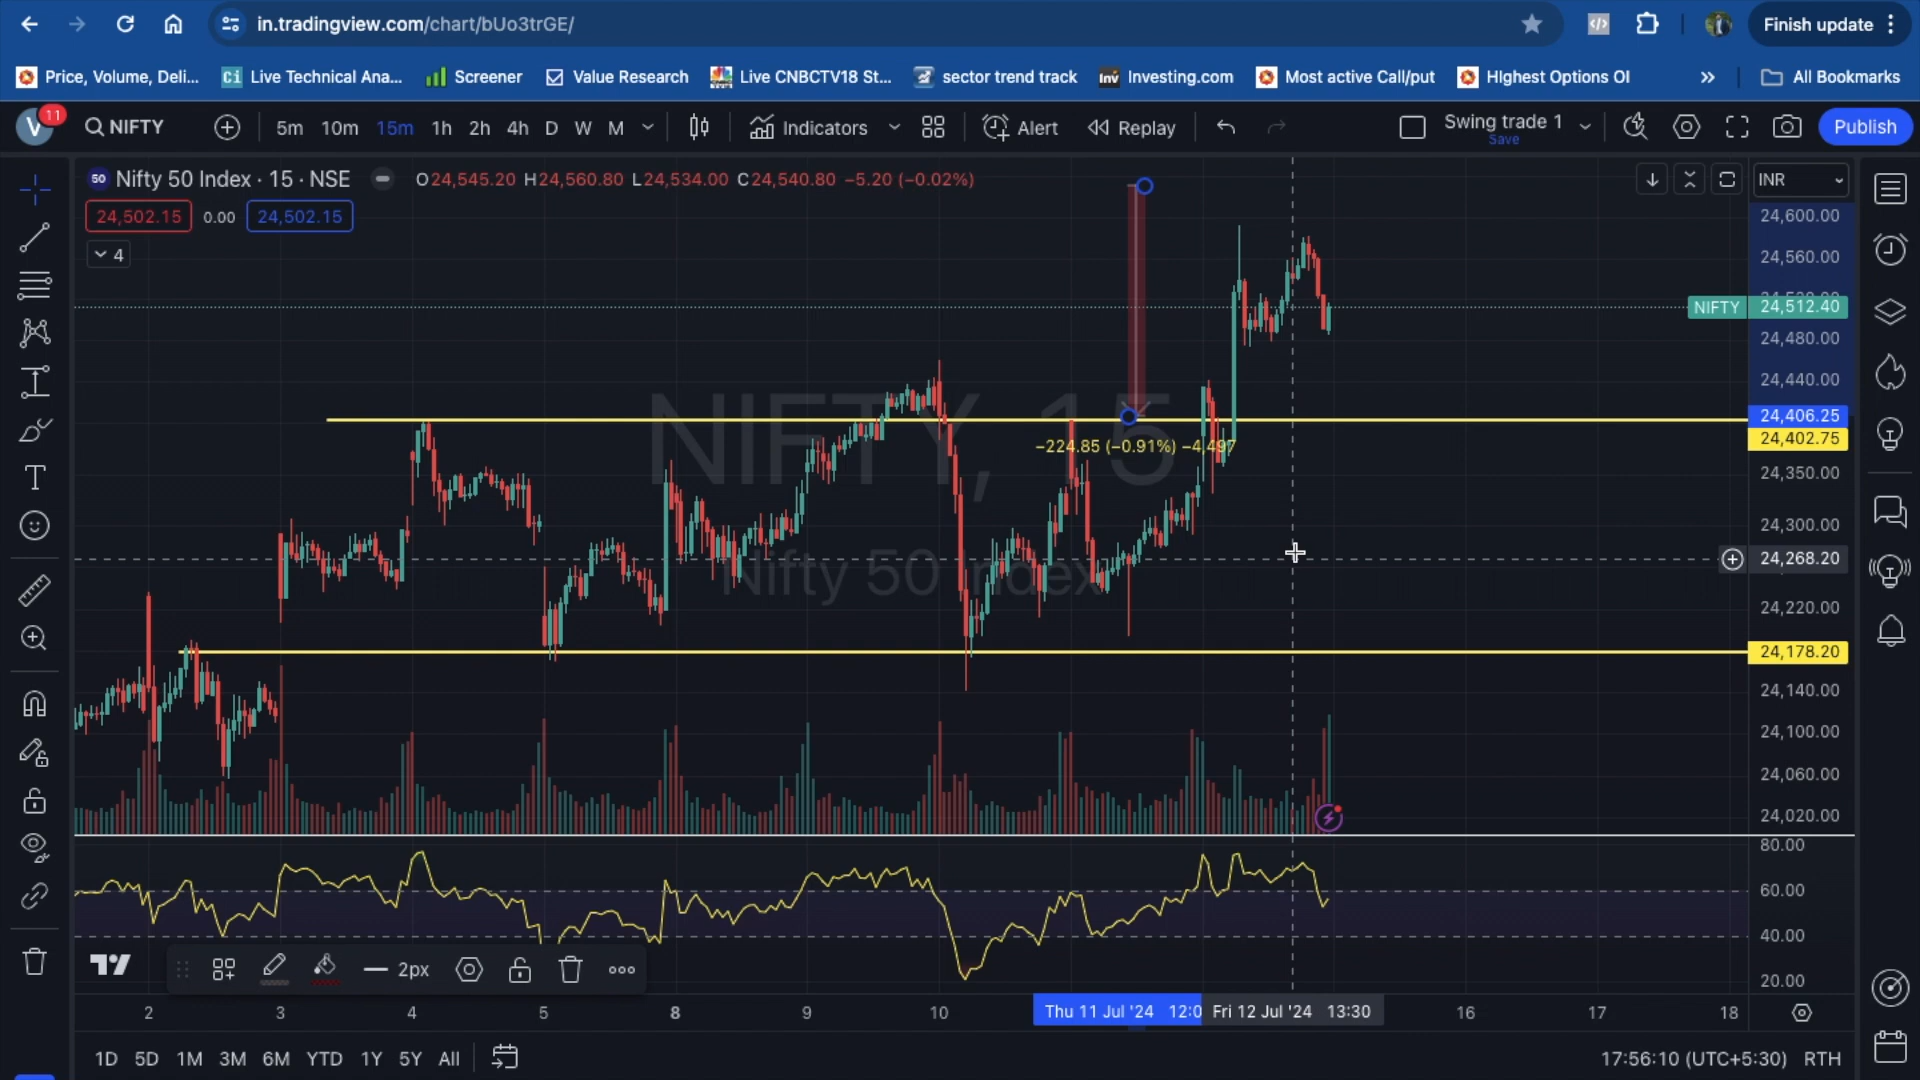 in.tradingview.com/chart/bUo3trGE/
Finish update
Price, Volume, Deli...
Live Technical Ana...
Screener
Value Research
Live CNBCTV18 St...
sector trend track
Investing.com
Most active Call/put
HIghest Options OI
All Bookmarks
V 11
NIFTY
5m 10m 15m 1h 2h 4h D W M
Indicators
Alert
Replay
Swing trade 1
Save
Publish
50 Nifty 50 Index · 15 · NSE
O24,545.20 H24,560.80 L24,534.00 C24,540.80 −5.20 (−0.02%)
INR
24,502.15 0.00 24,502.15
4
24,600.00
24,560.00
NIFTY 24,512.40
24,480.00
24,440.00
24,406.25
24,402.75
NIFTY, 15
−224.85 (−0.91%) −4,497
24,350.00
24,300.00
24,268.20
Nifty 50 Index
24,220.00
24,178.20
24,140.00
24,100.00
24,060.00
24,020.00
80.00
60.00
40.00
20.00
2px
2 3 4 5 8 9 10
Thu 11 Jul '24 12:0
Fri 12 Jul '24 13:30
16 17 18
1D 5D 1M 3M 6M YTD 1Y 5Y All
17:56:10 (UTC+5:30) RTH